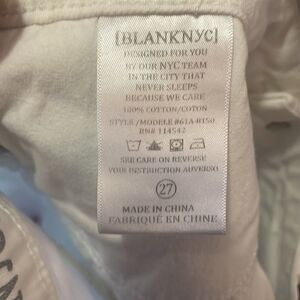 [BLANKNYC]
DESIGNED FOR YOU
BY OUR NYC TEAM
IN THE CITY THAT
NEVER SLEEPS
BECAUSE WE CARE
100% COTTON/COTON
STYLE/MODELE #61A-8150
RN# 114542
SEE CARE ON REVERSE
VOIR INSTRUCTION AUVERSO
27
MADE IN CHINA
FABRIQUÉ EN CHINE